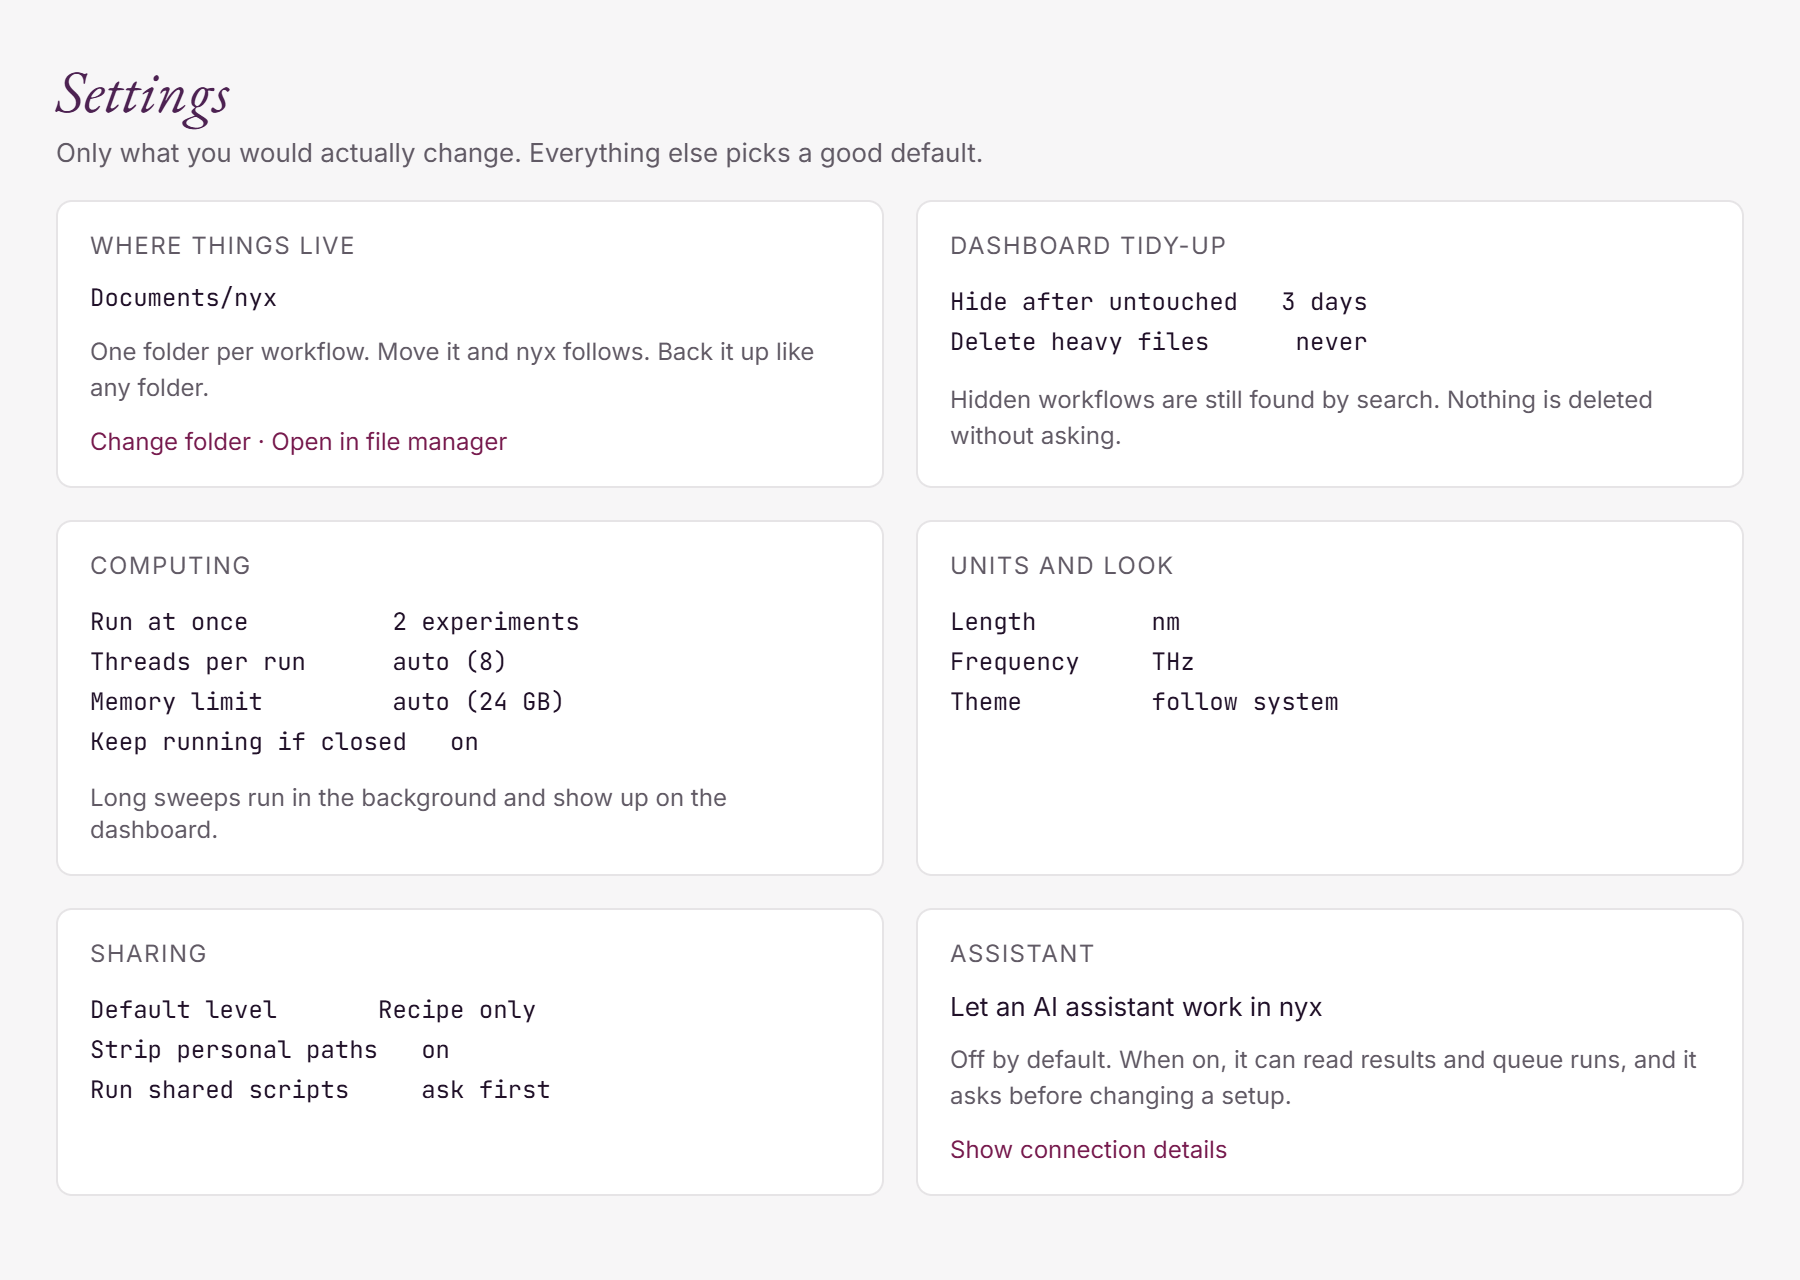 Settings
Only what you would actually change. Everything else picks a good default.
WHERE THINGS LIVE
Documents/nyx
One folder per workflow. Move it and nyx follows. Back it up like
any folder.
Change folder · Open in file manager
DASHBOARD TIDY-UP
Hide after untouched   3 days
Delete heavy files      never
Hidden workflows are still found by search. Nothing is deleted
without asking.
COMPUTING
Run at once          2 experiments
Threads per run      auto (8)
Memory limit         auto (24 GB)
Keep running if closed   on
Long sweeps run in the background and show up on the
dashboard.
UNITS AND LOOK
Length        nm
Frequency     THz
Theme         follow system
SHARING
Default level       Recipe only
Strip personal paths   on
Run shared scripts     ask first
ASSISTANT
Let an AI assistant work in nyx
Off by default. When on, it can read results and queue runs, and it
asks before changing a setup.
Show connection details